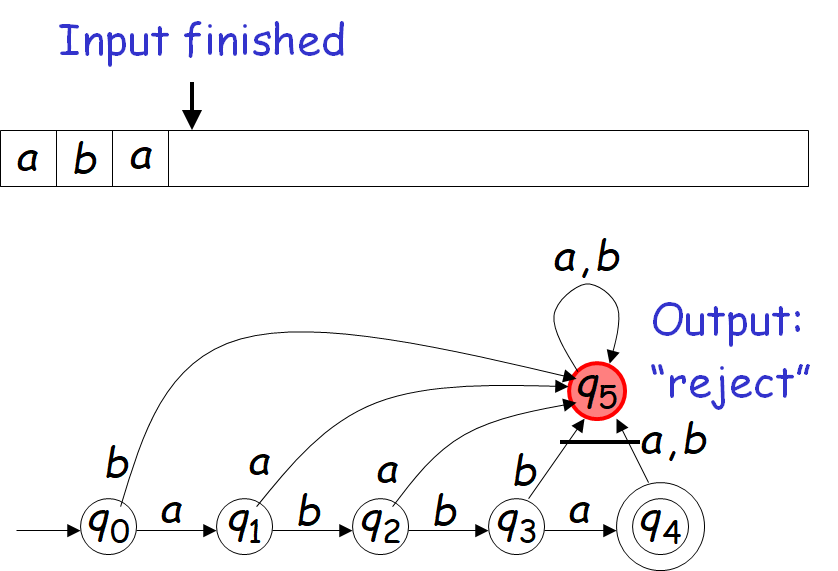 Input finished
a b a
a,b
Output:
q5 "reject"
a,b
b a a b
q0 a q1 b q2 b q3 a q4